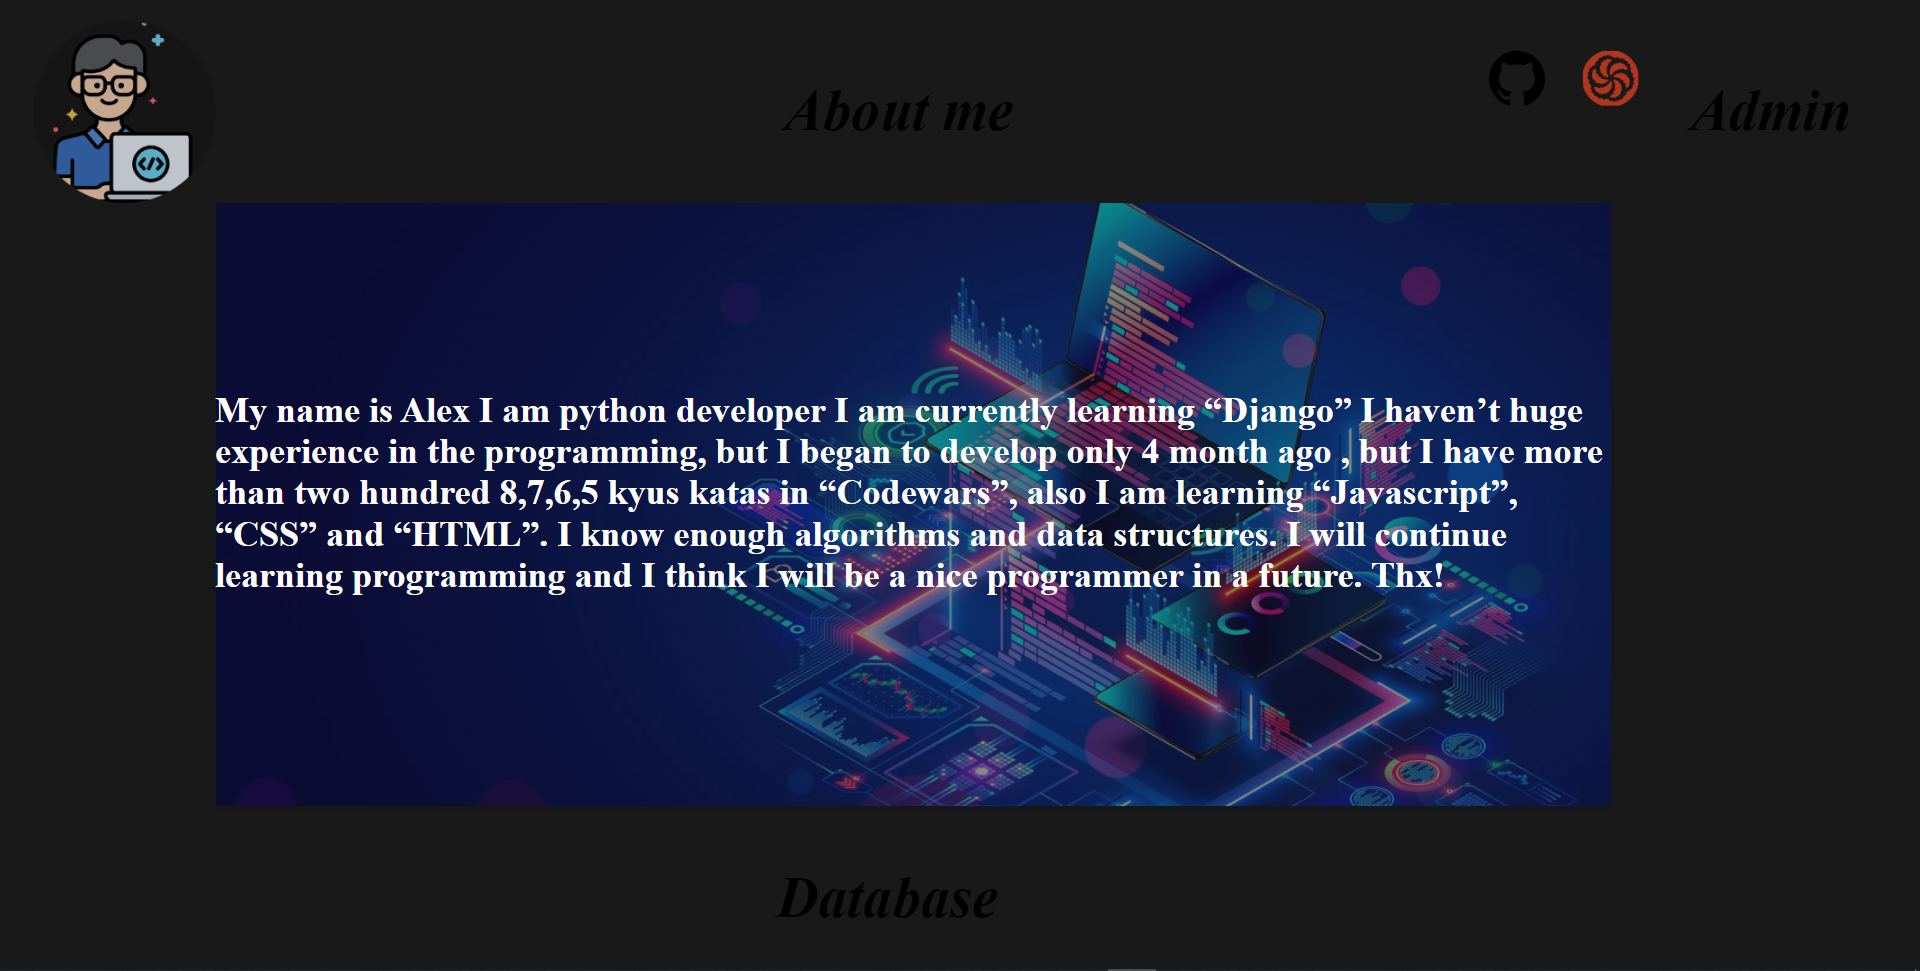 About me
Admin
My name is Alex I am python developer I am currently learning “Django” I haven’t huge
experience in the programming, but I began to develop only 4 month ago , but I have more
than two hundred 8,7,6,5 kyus katas in “Codewars”, also I am learning “Javascript”,
“CSS” and “HTML”. I know enough algorithms and data structures. I will continue
learning programming and I think I will be a nice programmer in a future. Thx!
Database